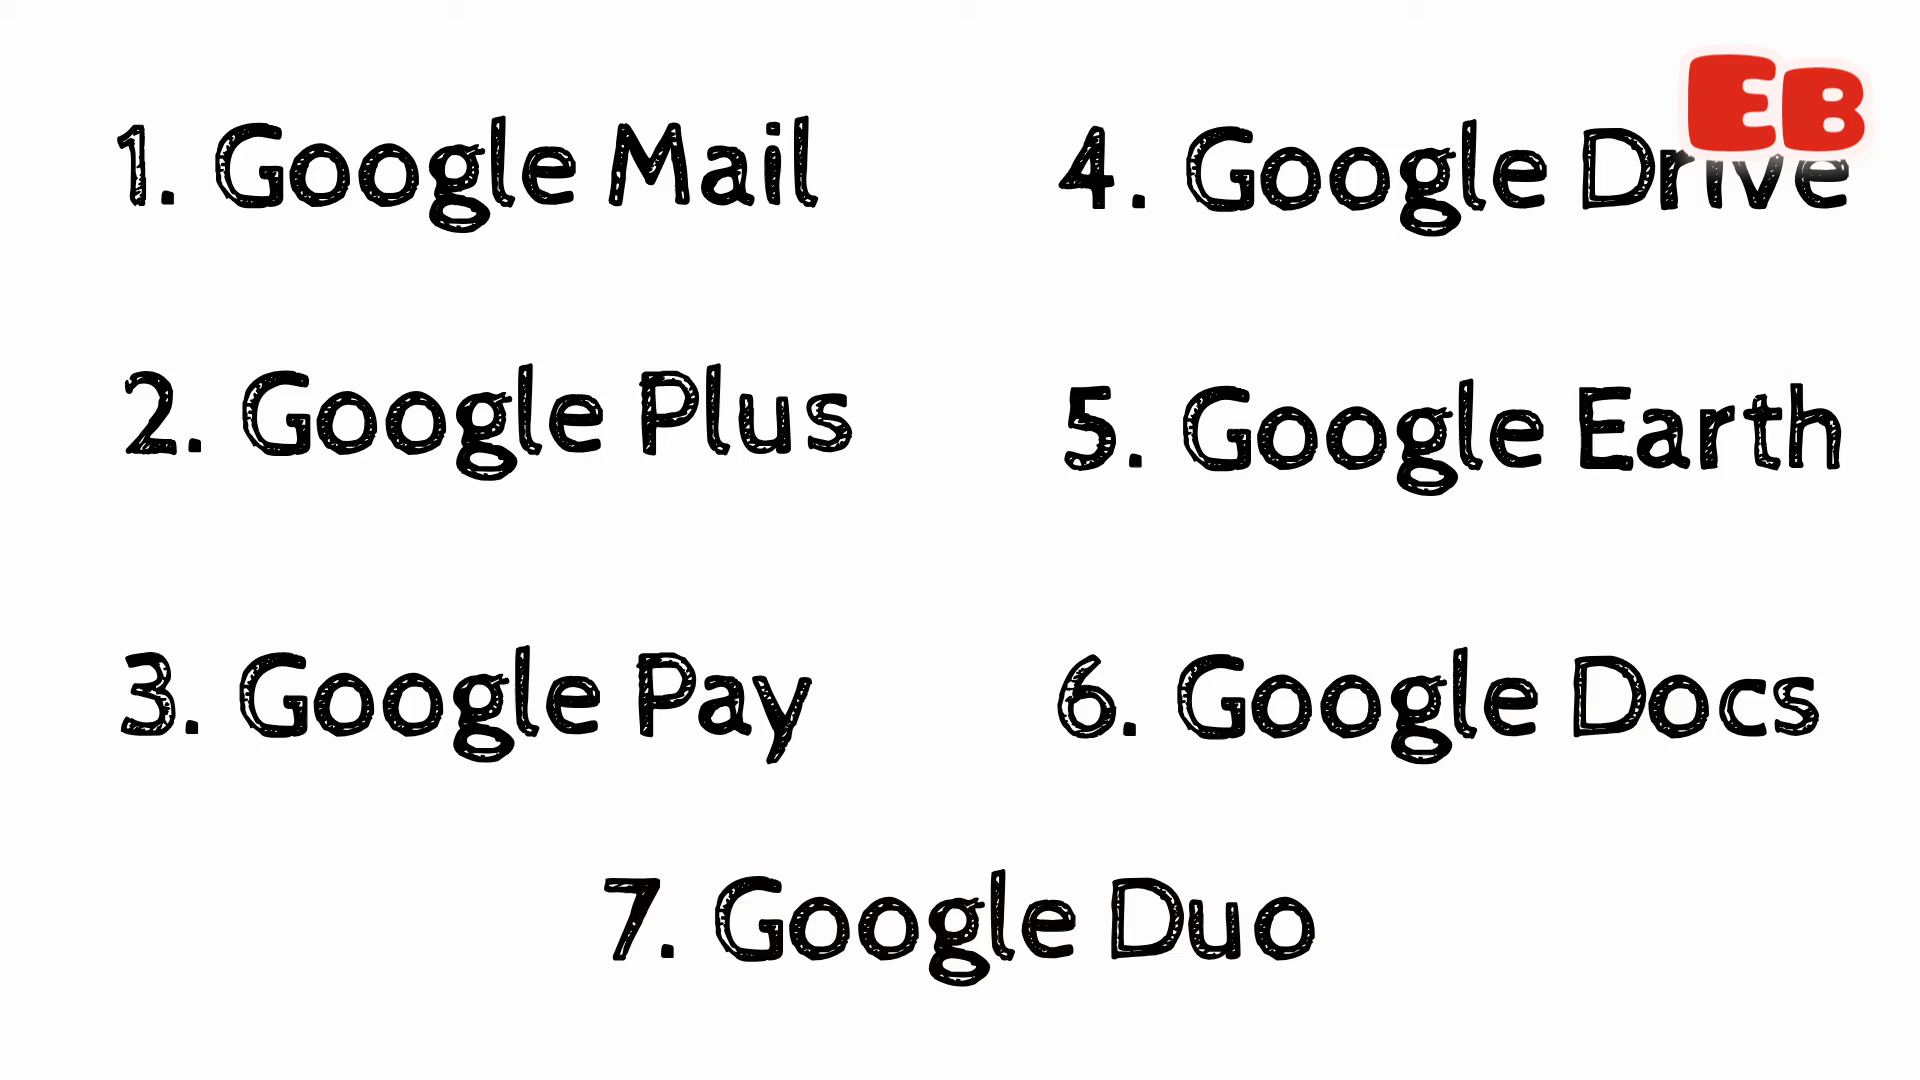 1. Google Mail
2. Google Plus
3. Google Pay
4. Google Drive
5. Google Earth
6. Google Docs
7. Google Duo
EB